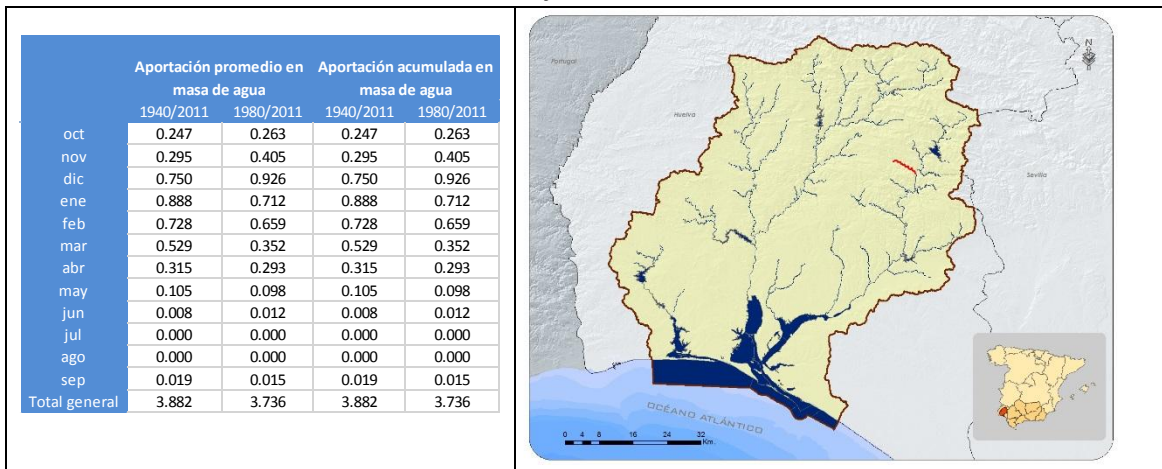 Aportación promedio en masa de agua Aportación acumulada en masa de agua
1940/2011 1980/2011 1940/2011 1980/2011
oct 0.247 0.263 0.247 0.263
nov 0.295 0.405 0.295 0.405
dic 0.750 0.926 0.750 0.926
ene 0.888 0.712 0.888 0.712
feb 0.728 0.659 0.728 0.659
mar 0.529 0.352 0.529 0.352
abr 0.315 0.293 0.315 0.293
may 0.105 0.098 0.105 0.098
jun 0.008 0.012 0.008 0.012
jul 0.000 0.000 0.000 0.000
ago 0.000 0.000 0.000 0.000
sep 0.019 0.015 0.019 0.015
Total general 3.882 3.736 3.882 3.736
Portugal
N
Huelva
Sevilla
OCÉANO ATLÁNTICO
0 4 8 16 24 32
Km.